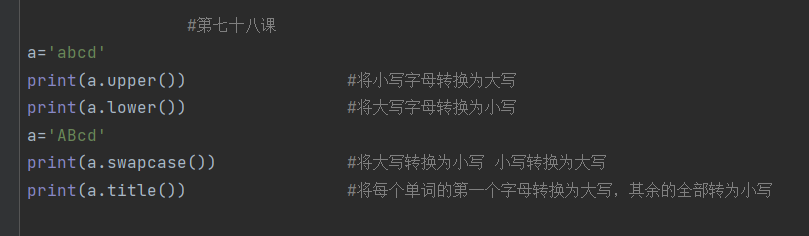 #第七十八课
a='abcd'
print(a.upper()) #将小写字母转换为大写
print(a.lower()) #将大写字母转换为小写
a='ABcd'
print(a.swapcase()) #将大写转换为小写 小写转换为大写
print(a.title()) #将每个单词的第一个字母转换为大写，其余的全部转为小写